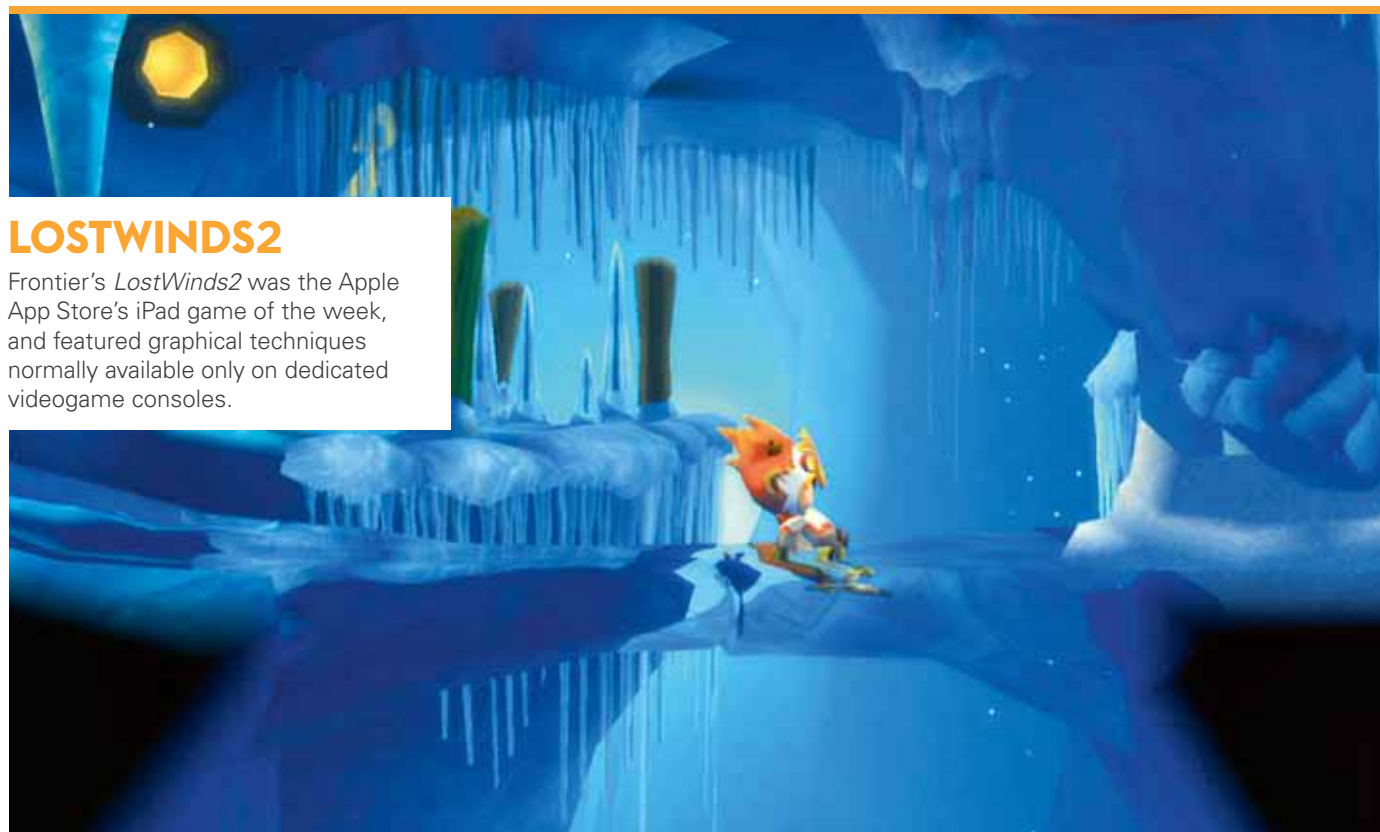 LOSTWINDS2
Frontier's LostWinds2 was the Apple
App Store's iPad game of the week,
and featured graphical techniques
normally available only on dedicated
videogame consoles.